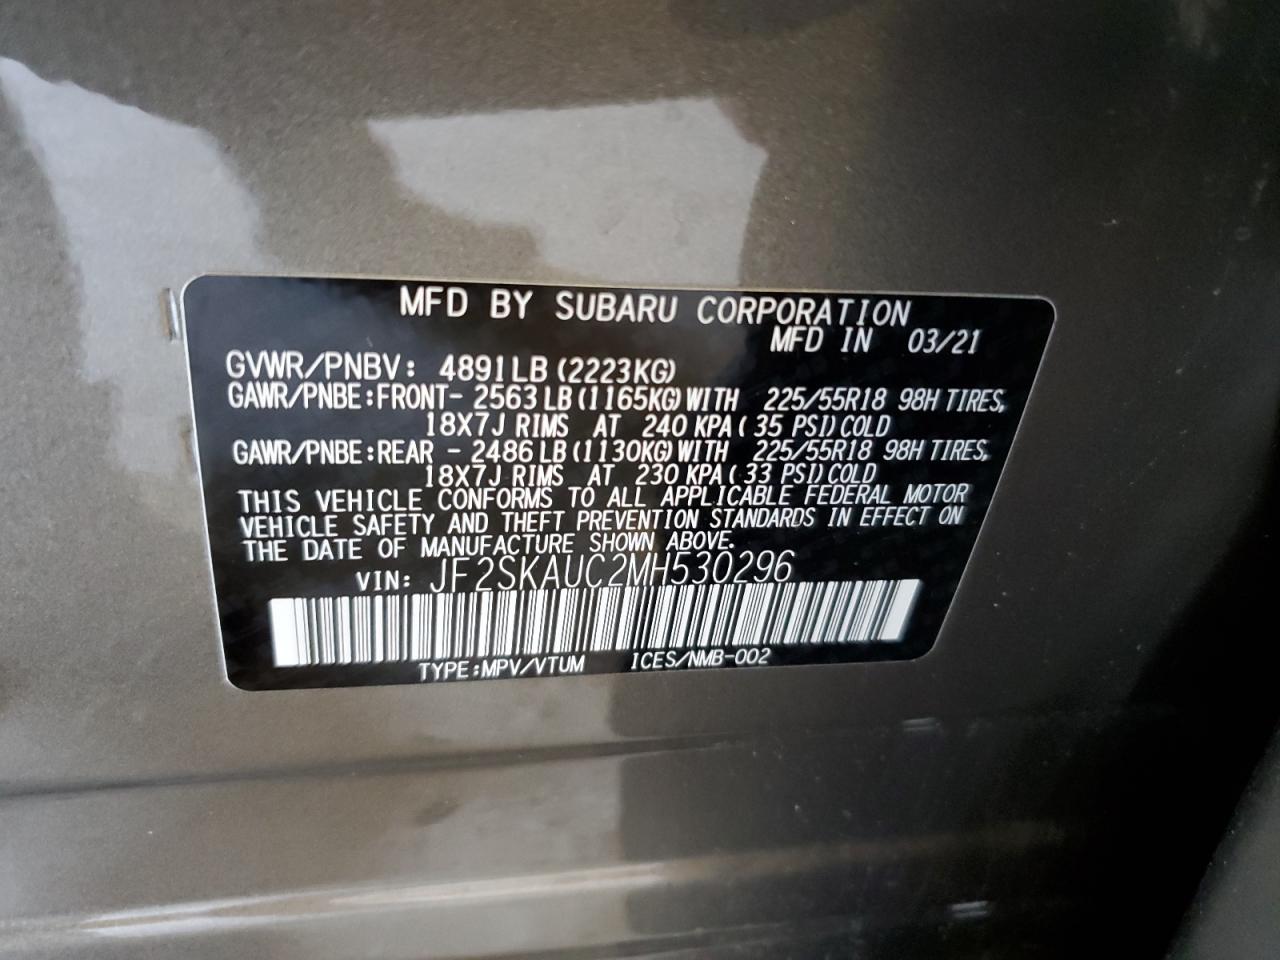 MFD BY SUBARU CORPORATION
MFD IN 03/21
GVWR/PNBV: 4891LB (2223KG)
GAWR/PNBE:FRONT- 2563 LB (1165KG) WITH 225/55R18 98H TIRES,
18X7J RIMS AT 240 KPA ( 35 PSI) COLD
GAWR/PNBE:REAR - 2486 LB (1130KG) WITH 225/55R18 98H TIRES,
18X7J RIMS AT 230 KPA ( 33 PSI) COLD
THIS VEHICLE CONFORMS TO ALL APPLICABLE FEDERAL MOTOR
VEHICLE SAFETY AND THEFT PREVENTION STANDARDS IN EFFECT ON
THE DATE OF MANUFACTURE SHOWN ABOVE.
VIN: JF2SKAUC2MH530296
TYPE:MPV/VTUM ICES/NMB-002